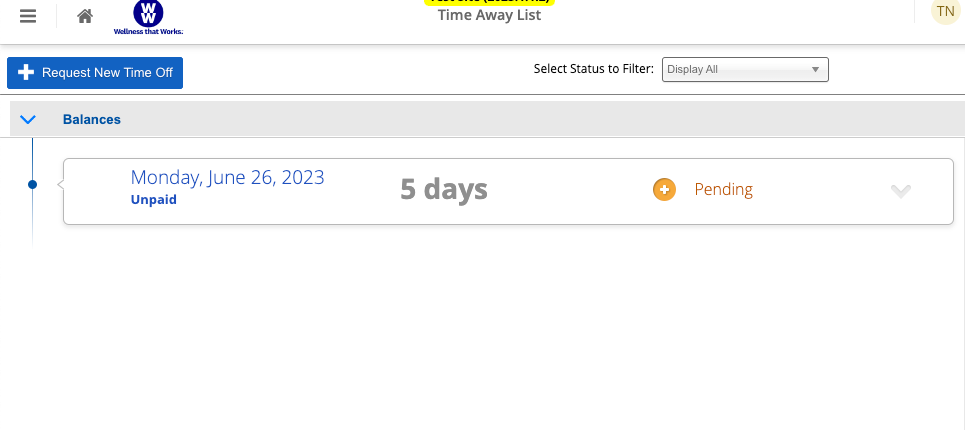 Time Away List
TN
WW
Wellness that Works.
Request New Time Off
Select Status to Filter:
Display All
Balances
Monday, June 26, 2023
Unpaid
5 days
Pending